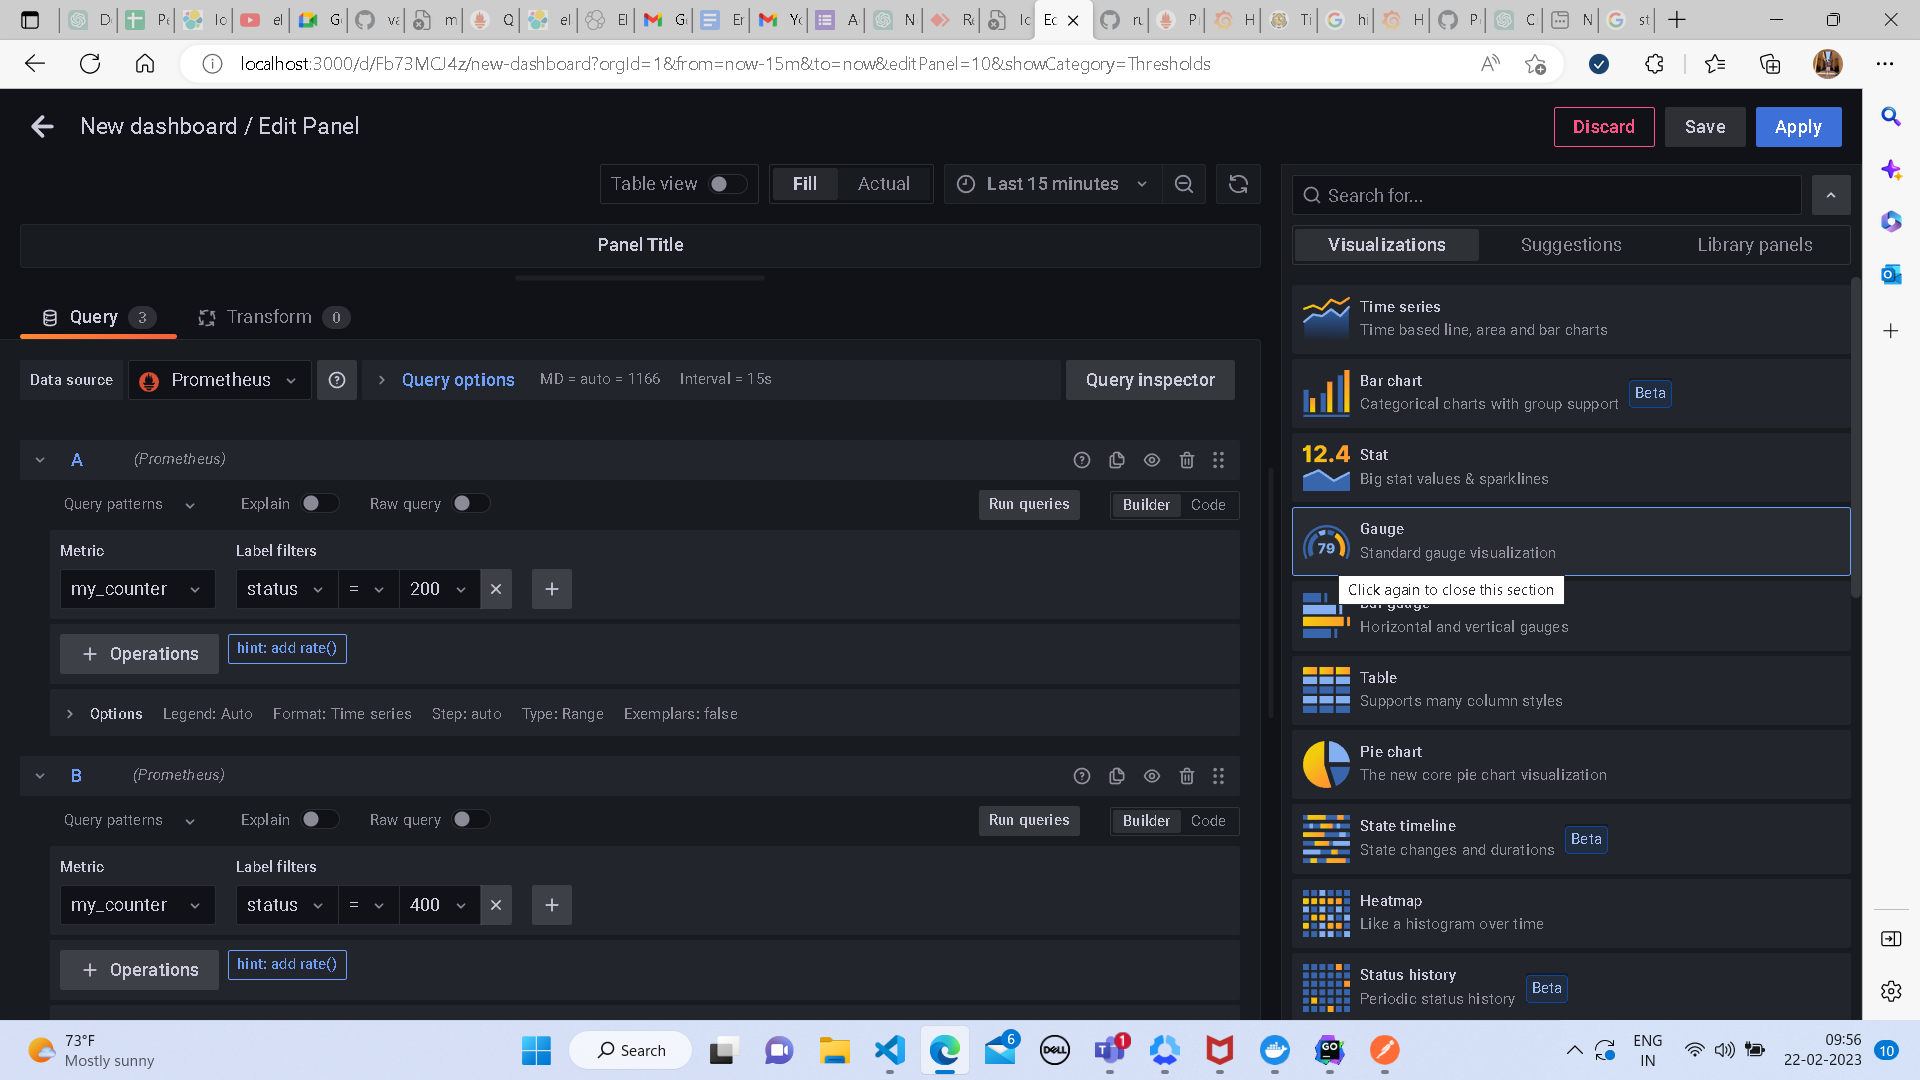 localhost:3000/d/Fb73MCJ4z/new-dashboard?orgId=1&from=now-15m&to=now&editPanel=10&showCategory=Thresholds
New dashboard / Edit Panel
Discard
Save
Apply
Table view
Fill
Actual
Last 15 minutes
Search for...
Panel Title
Visualizations
Suggestions
Library panels
Query 3
Transform 0
Data source
Prometheus
Query options
MD = auto = 1166
Interval = 15s
Query inspector
A
(Prometheus)
Query patterns
Explain
Raw query
Run queries
Builder
Code
Metric
Label filters
my_counter
status
=
200
Operations
hint: add rate()
Options
Legend: Auto
Format: Time series
Step: auto
Type: Range
Exemplars: false
B
(Prometheus)
Query patterns
Explain
Raw query
Run queries
Builder
Code
Metric
Label filters
my_counter
status
=
400
Operations
hint: add rate()
Time series
Time based line, area and bar charts
Bar chart
Categorical charts with group support
Beta
12.4
Stat
Big stat values & sparklines
79
Gauge
Standard gauge visualization
Click again to close this section
Horizontal and vertical gauges
Table
Supports many column styles
Pie chart
The new core pie chart visualization
State timeline
State changes and durations
Beta
Heatmap
Like a histogram over time
Status history
Periodic status history
Beta
73°F
Mostly sunny
Search
6
DELL
1
GO
ENG
IN
09:56
22-02-2023
10